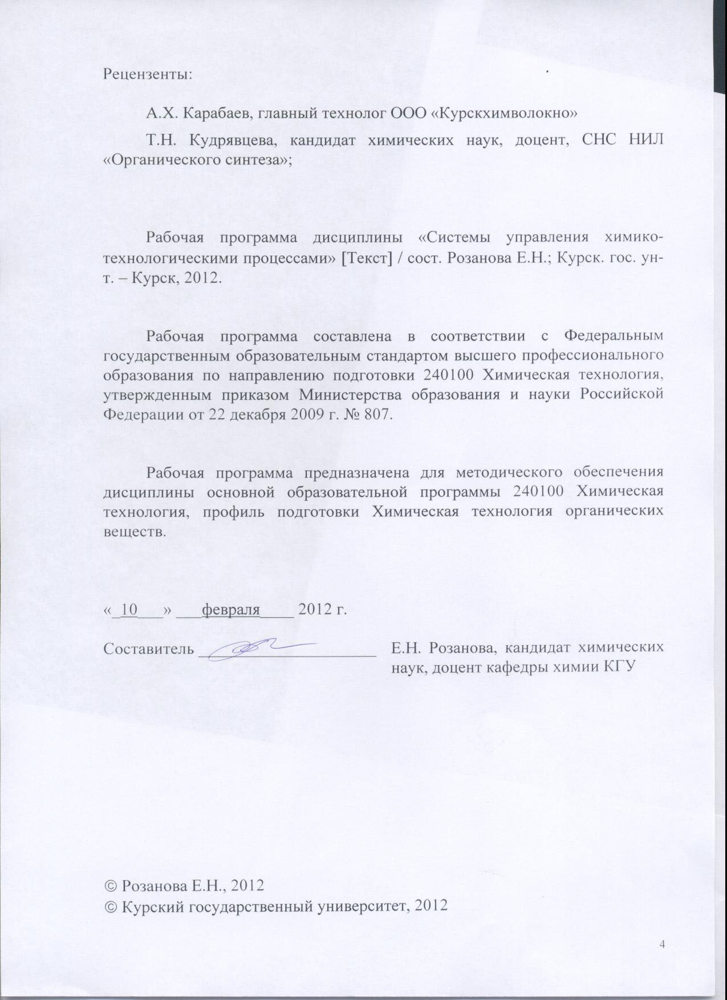 Рецензенты:
А.Х. Карабаев, главный технолог ООО «Курскхимволокно»
Т.Н. Кудрявцева, кандидат химических наук, доцент, СНС НИЛ
«Органического синтеза»;
Рабочая программа дисциплины «Системы управления химико-
технологическими процессами» [Текст] / сост. Розанова Е.Н.; Курск. гос. ун-
т. – Курск, 2012.
Рабочая программа составлена в соответствии с Федеральным
государственным образовательным стандартом высшего профессионального
образования по направлению подготовки 240100 Химическая технология,
утвержденным приказом Министерства образования и науки Российской
Федерации от 22 декабря 2009 г. № 807.
Рабочая программа предназначена для методического обеспечения
дисциплины основной образовательной программы 240100 Химическая
технология, профиль подготовки Химическая технология органических
веществ.
«_10___» ___февраля____ 2012 г.
Составитель ______________________ Е.Н. Розанова, кандидат химических
наук, доцент кафедры химии КГУ
© Розанова Е.Н., 2012
© Курский государственный университет, 2012
4